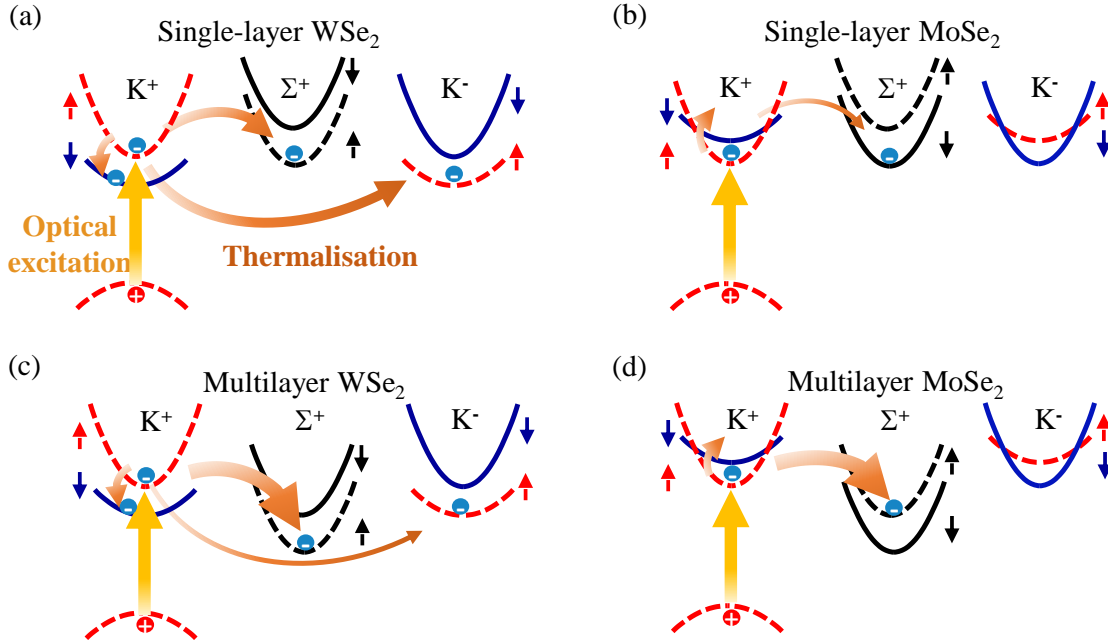 (a)
Single-layer WSe₂
K⁺
Σ⁺
K⁻
Optical
excitation
Thermalisation
(b)
Single-layer MoSe₂
K⁺
Σ⁺
K⁻
(c)
Multilayer WSe₂
K⁺
Σ⁺
K⁻
(d)
Multilayer MoSe₂
K⁺
Σ⁺
K⁻